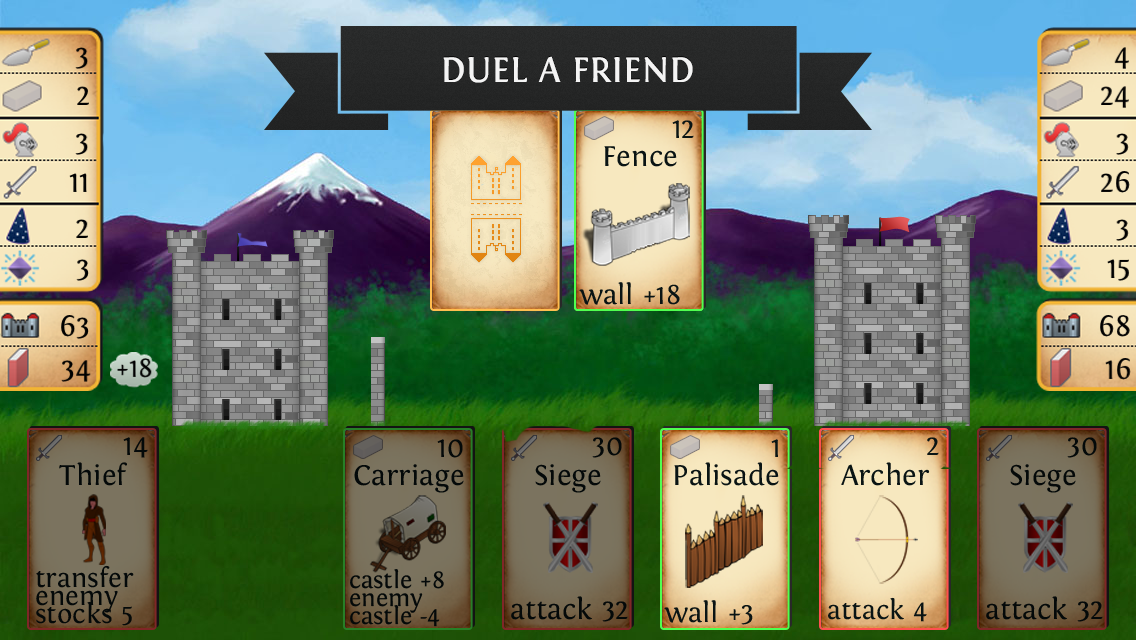 DUEL A FRIEND
3
2
3
11
2
3
63
34
+18
12
Fence
wall +18
4
24
3
26
3
15
68
16
14
Thief
transfer
enemy
stocks 5
10
Carriage
castle +8
enemy
castle -4
30
Siege
attack 32
1
Palisade
wall +3
2
Archer
attack 4
30
Siege
attack 32